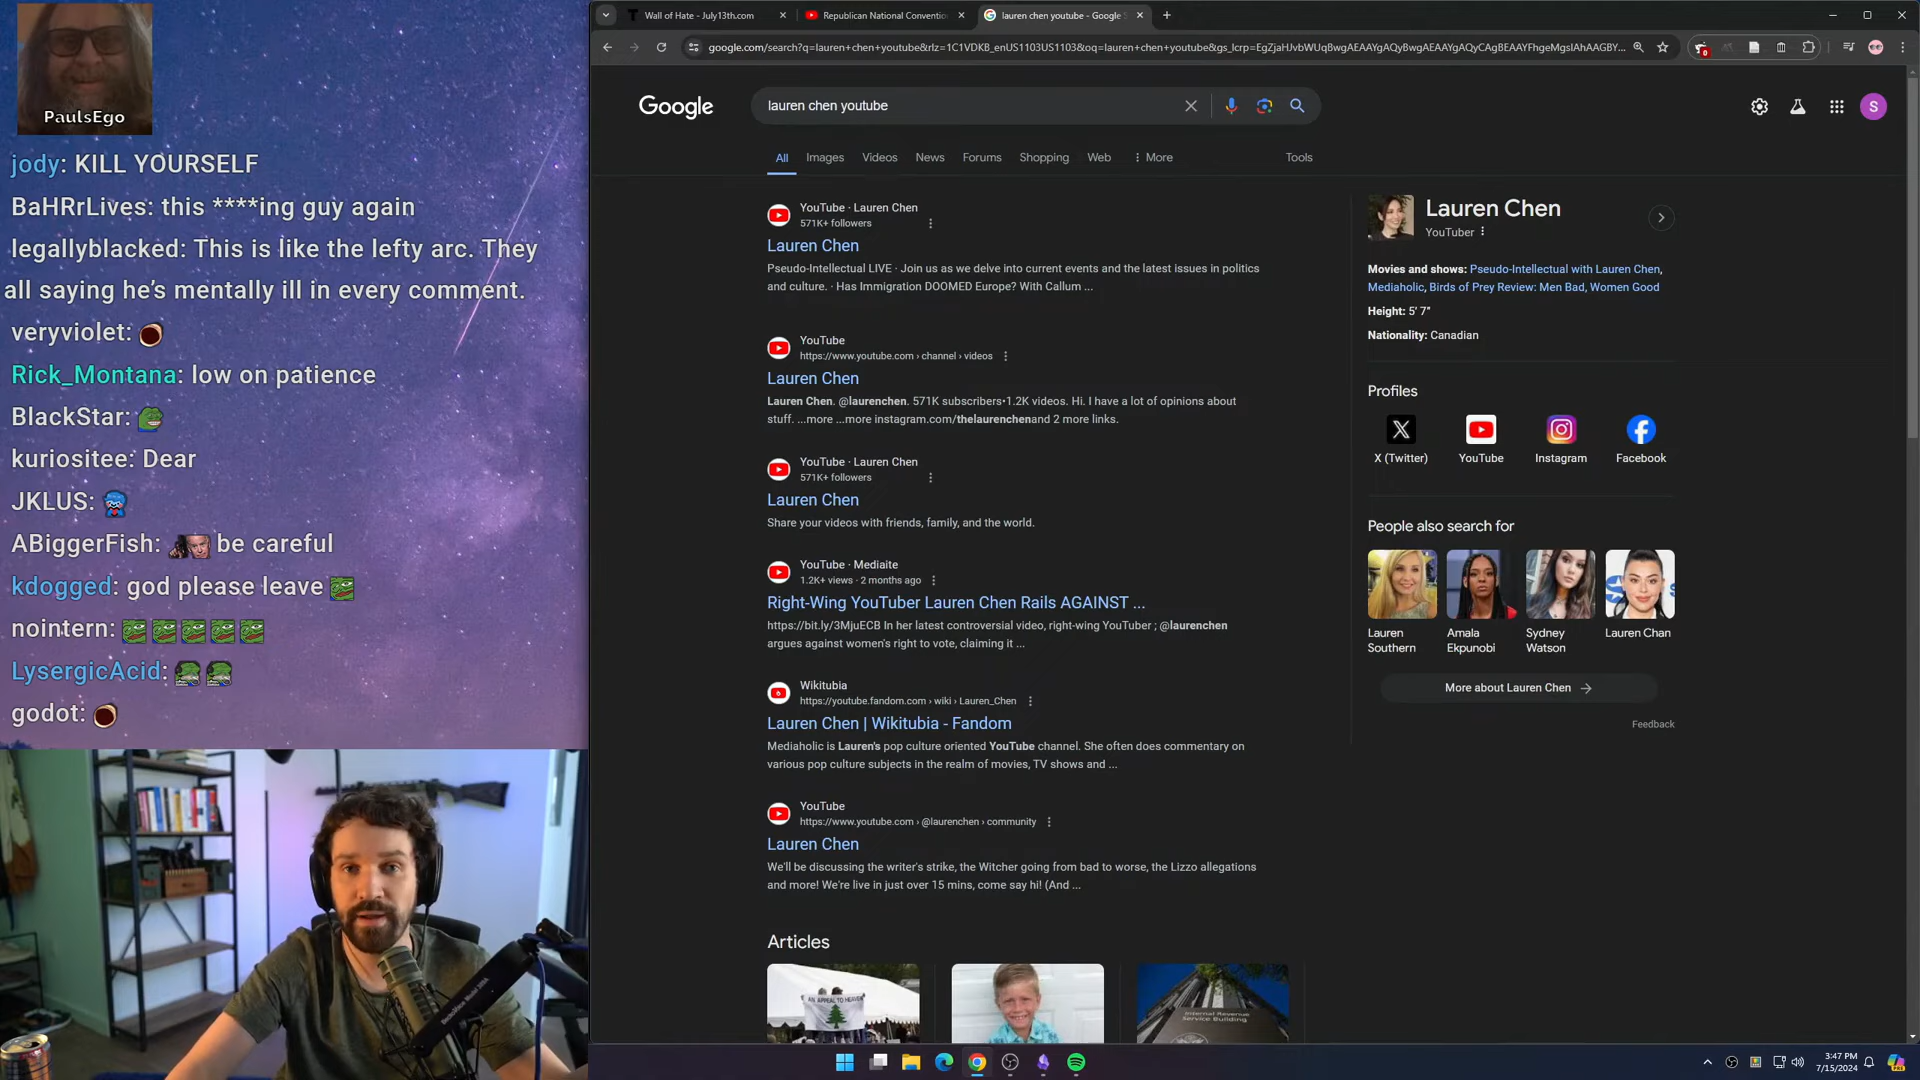 PaulsEgo
jody: KILL YOURSELF
BaHRrLives: this ****ing guy again
legallyblacked: This is like the lefty arc. They
all saying he's mentally ill in every comment.
veryviolet:
Rick_Montana: low on patience
BlackStar:
kuriositee: Dear
JKLUS:
ABiggerFish: be careful
kdogged: god please leave
nointern:
LysergicAcid:
godot:
Wall of Hate - July13th.com
Republican National Conventio
lauren chen youtube - Google S
google.com/search?q=lauren+chen+youtube&rlz=1C1VDKB_enUS1103US1103&oq=lauren+chen+youtube&gs_lcrp=
Google
lauren chen youtube
S
All
Images
Videos
News
Forums
Shopping
Web
More
Tools
YouTube · Lauren Chen
571K+ followers
Lauren Chen
Pseudo-Intellectual LIVE · Join us as we delve into current events and the latest issues in politics
and culture. · Has Immigration DOOMED Europe? With Callum ...
YouTube
https://www.youtube.com › channel › videos
Lauren Chen
Lauren Chen. @laurenchen. 571K subscribers•1.2K videos. Hi. I have a lot of opinions about
stuff. ...more ...more instagram.com/thelaurenchenand 2 more links.
YouTube · Lauren Chen
571K+ followers
Lauren Chen
Share your videos with friends, family, and the world.
YouTube · Mediaite
1.2K+ views · 2 months ago
Right-Wing YouTuber Lauren Chen Rails AGAINST ...
https://bit.ly/3MjuECB In her latest controversial video, right-wing YouTuber ; @laurenchen
argues against women's right to vote, claiming it ...
Wikitubia
https://youtube.fandom.com › wiki › Lauren_Chen
Lauren Chen | Wikitubia - Fandom
Mediaholic is Lauren's pop culture oriented YouTube channel. She often does commentary on
various pop culture subjects in the realm of movies, TV shows and ...
YouTube
https://www.youtube.com › @laurenchen › community
Lauren Chen
We'll be discussing the writer's strike, the Witcher going from bad to worse, the Lizzo allegations
and more! We're live in just over 15 mins, come say hi! (And ...
Articles
AN APPEAL TO HEAVEN
Internal Revenue
Service Building
Lauren Chen
YouTuber
Movies and shows: Pseudo-Intellectual with Lauren Chen,
Mediaholic, Birds of Prey Review: Men Bad, Women Good
Height: 5' 7"
Nationality: Canadian
Profiles
X (Twitter)
YouTube
Instagram
Facebook
People also search for
Lauren
Southern
Amala
Ekpunobi
Sydney
Watson
Lauren Chan
More about Lauren Chen
Feedback
3:47 PM
7/15/2024